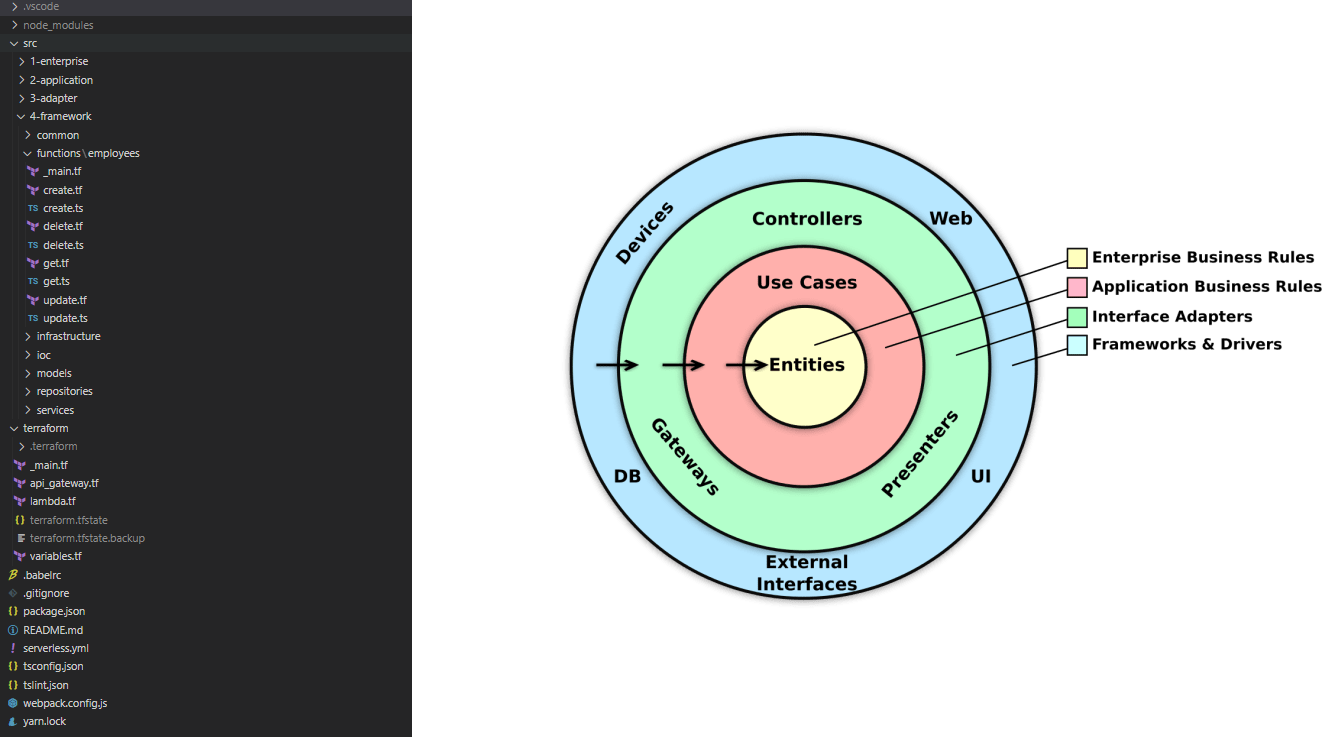 .vscode
node_modules
src
1-enterprise
2-application
3-adapter
4-framework
common
functions\employees
_main.tf
create.tf
TS create.ts
delete.tf
TS delete.ts
get.tf
TS get.ts
update.tf
TS update.ts
infrastructure
ioc
models
repositories
services
terraform
.terraform
_main.tf
api_gateway.tf
lambda.tf
{} terraform.tfstate
terraform.tfstate.backup
variables.tf
.babelrc
.gitignore
{} package.json
README.md
! serverless.yml
{} tsconfig.json
{} tslint.json
webpack.config.js
yarn.lock
Devices
Controllers
Web
Use Cases
Entities
Gateways
Presenters
DB
UI
External
Interfaces
Enterprise Business Rules
Application Business Rules
Interface Adapters
Frameworks & Drivers